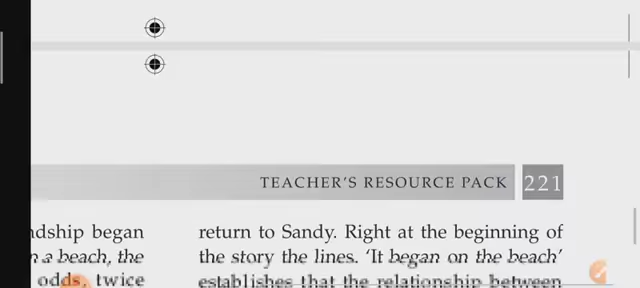 TEACHER'S RESOURCE PACK 221
ndship began
n a beach, the
odds, twice
return to Sandy. Right at the beginning of
the story the lines. 'It began on the beach'
establishes that the relationship between